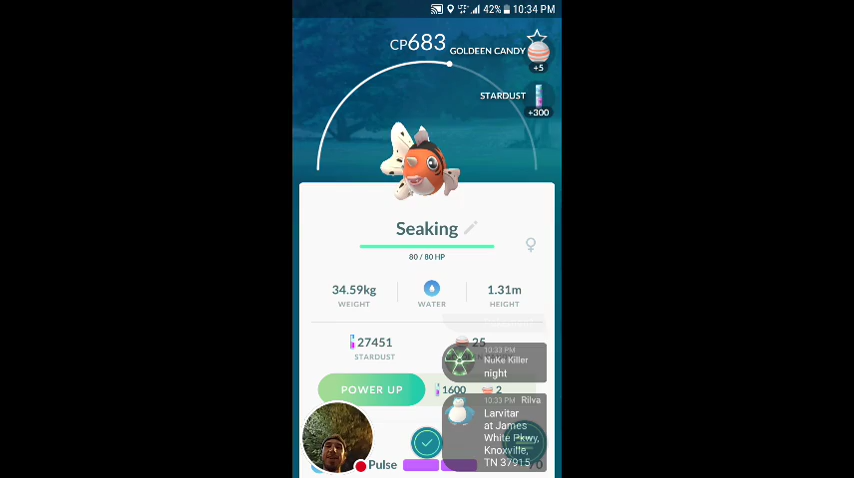 42% 10:34 PM
CP683
GOLDEEN CANDY
+5
STARDUST
+300
Seaking
80 / 80 HP
34.59kg
WEIGHT
WATER
1.31m
HEIGHT
27451
STARDUST
25
POWER UP
1600
2
10:33 PM
NuKe Killer
night
10:33 PM Rilva
Larvitar
at James
White Pkwy,
Knoxville,
TN 37915
Pulse